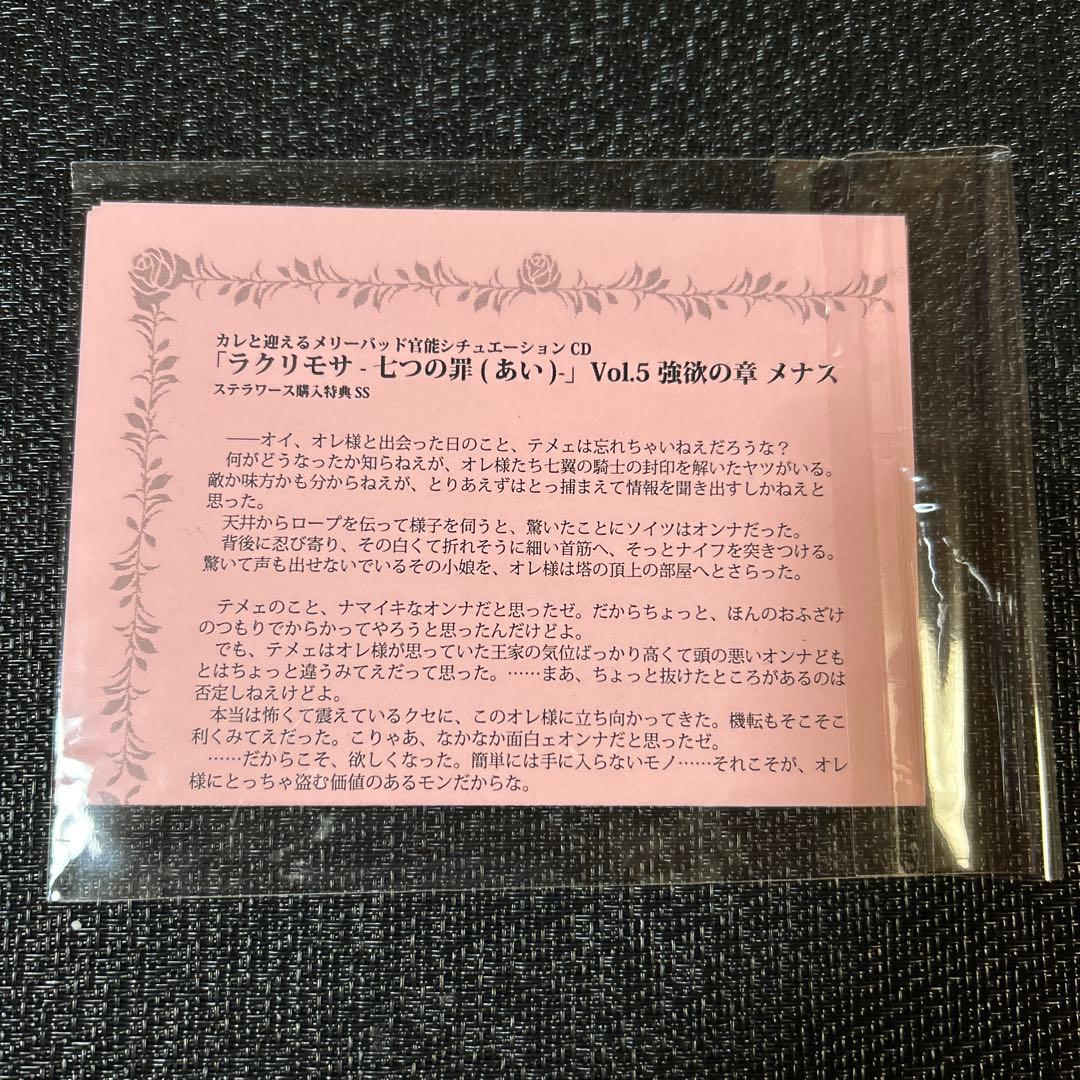 カレと迎えるメリーバッド官能シチュエーション CD
「ラクリモサ - 七つの罪 ( あい )-」Vol.5 強欲の章 メナス
ステラワース購入特典 SS
――オイ、オレ様と出会った日のこと、テメェは忘れちゃいねえだろうな？
何がどうなったか知らねえが、オレ様たち七翼の騎士の封印を解いたヤツがいる。
敵か味方かも分からねえが、とりあえずはとっ捕まえて情報を聞き出すしかねえと
思った。
天井からロープを伝って様子を伺うと、驚いたことにソイツはオンナだった。
背後に忍び寄り、その白くて折れそうに細い首筋へ、そっとナイフを突きつける。
驚いて声も出せないでいるその小娘を、オレ様は塔の頂上の部屋へとさらった。
テメェのこと、ナマイキなオンナだと思ったゼ。だからちょっと、ほんのおふざけ
のつもりでからかってやろうと思ったんだけどよ。
でも、テメェはオレ様が思っていた王家の気位ばっかり高くて頭の悪いオンナども
とはちょっと違うみてえだって思った。……まあ、ちょっと抜けたところがあるのは
否定しねえけどよ。
本当は怖くて震えているクセに、このオレ様に立ち向かってきた。機転もそこそこ
利くみてえだった。こりゃあ、なかなか面白ェオンナだと思ったゼ。
……だからこそ、欲しくなった。簡単には手に入らないモノ……それこそが、オレ
様にとっちゃ盗む価値のあるモンだからな。